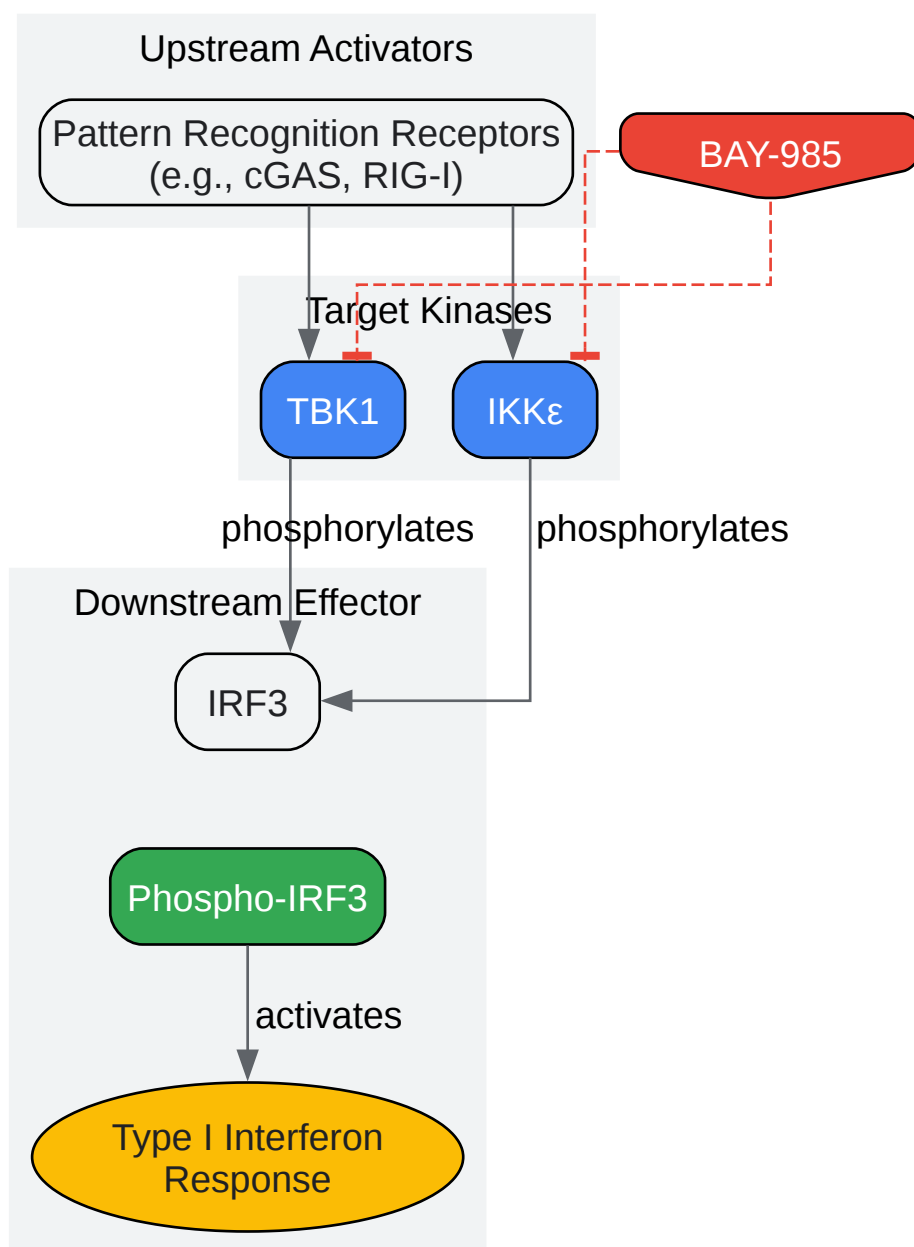 Upstream Activators
Pattern Recognition Receptors
(e.g., cGAS, RIG-I)
BAY-985
Target Kinases
TBK1
IKKε
phosphorylates
phosphorylates
Downstream Effector
IRF3
Phospho-IRF3
activates
Type I Interferon
Response